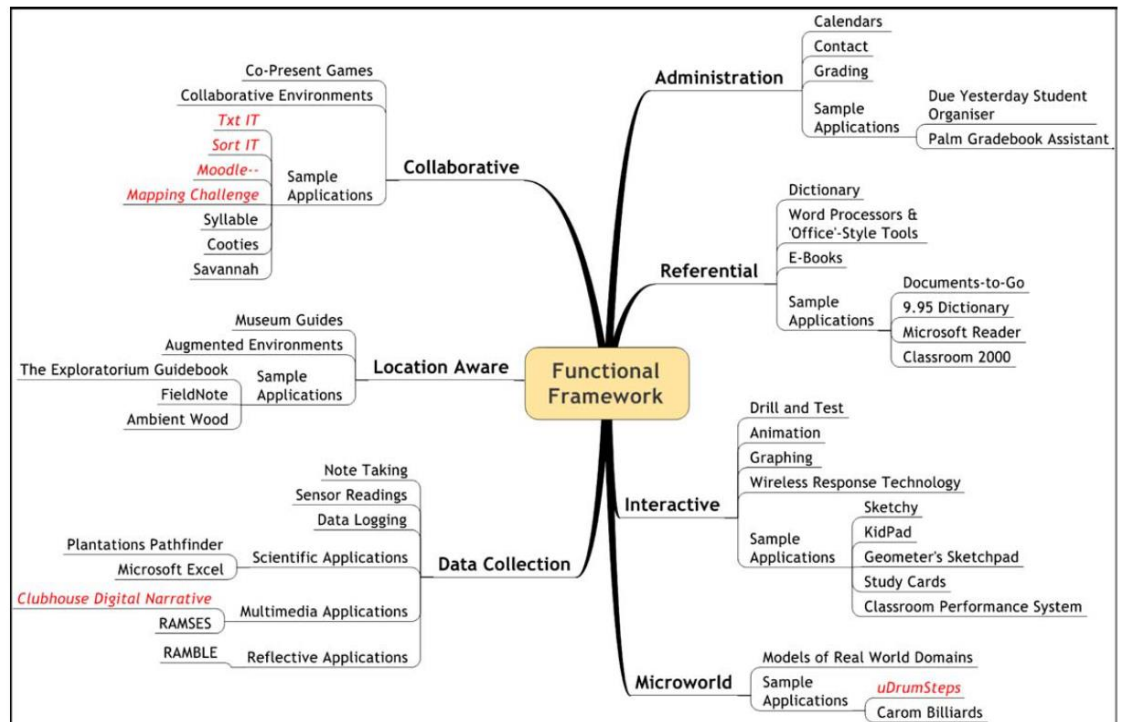 Functional
Framework
Administration
Calendars
Contact
Grading
Sample
Applications
Due Yesterday Student
Organiser
Palm Gradebook Assistant
Referential
Dictionary
Word Processors &
'Office'-Style Tools
E-Books
Sample
Applications
Documents-to-Go
9.95 Dictionary
Microsoft Reader
Classroom 2000
Interactive
Drill and Test
Animation
Graphing
Wireless Response Technology
Sample
Applications
Sketchy
KidPad
Geometer's Sketchpad
Study Cards
Classroom Performance System
Microworld
Models of Real World Domains
Sample
Applications
uDrumSteps
Carom Billiards
Collaborative
Co-Present Games
Collaborative Environments
Sample
Applications
Txt IT
Sort IT
Moodle--
Mapping Challenge
Syllable
Cooties
Savannah
Location Aware
Museum Guides
Augmented Environments
Sample
Applications
The Exploratorium Guidebook
FieldNote
Ambient Wood
Data Collection
Note Taking
Sensor Readings
Data Logging
Scientific Applications
Plantations Pathfinder
Microsoft Excel
Multimedia Applications
Clubhouse Digital Narrative
RAMSES
Reflective Applications
RAMBLE